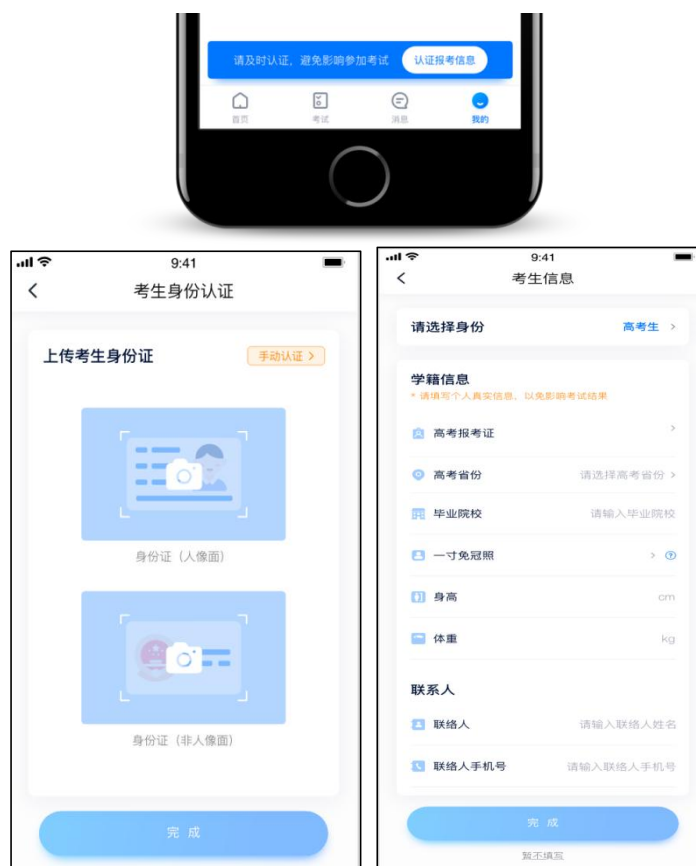 请及时认证，避免影响参加考试 认证报考信息
首页 考试 消息 我的
9:41
考生身份认证
上传考生身份证 手动认证 >
身份证（人像面）
身份证（非人像面）
完 成
9:41
考生信息
请选择身份 高考生 >
学籍信息
* 请填写个人真实信息，以免影响考试结果
高考报考证 >
高考省份 请选择高考省份 >
毕业院校 请输入毕业院校
一寸免冠照 > ?
身高 cm
体重 kg
联系人
联络人 请输入联络人姓名
联络人手机号 请输入联络人手机号
完 成
暂不填写